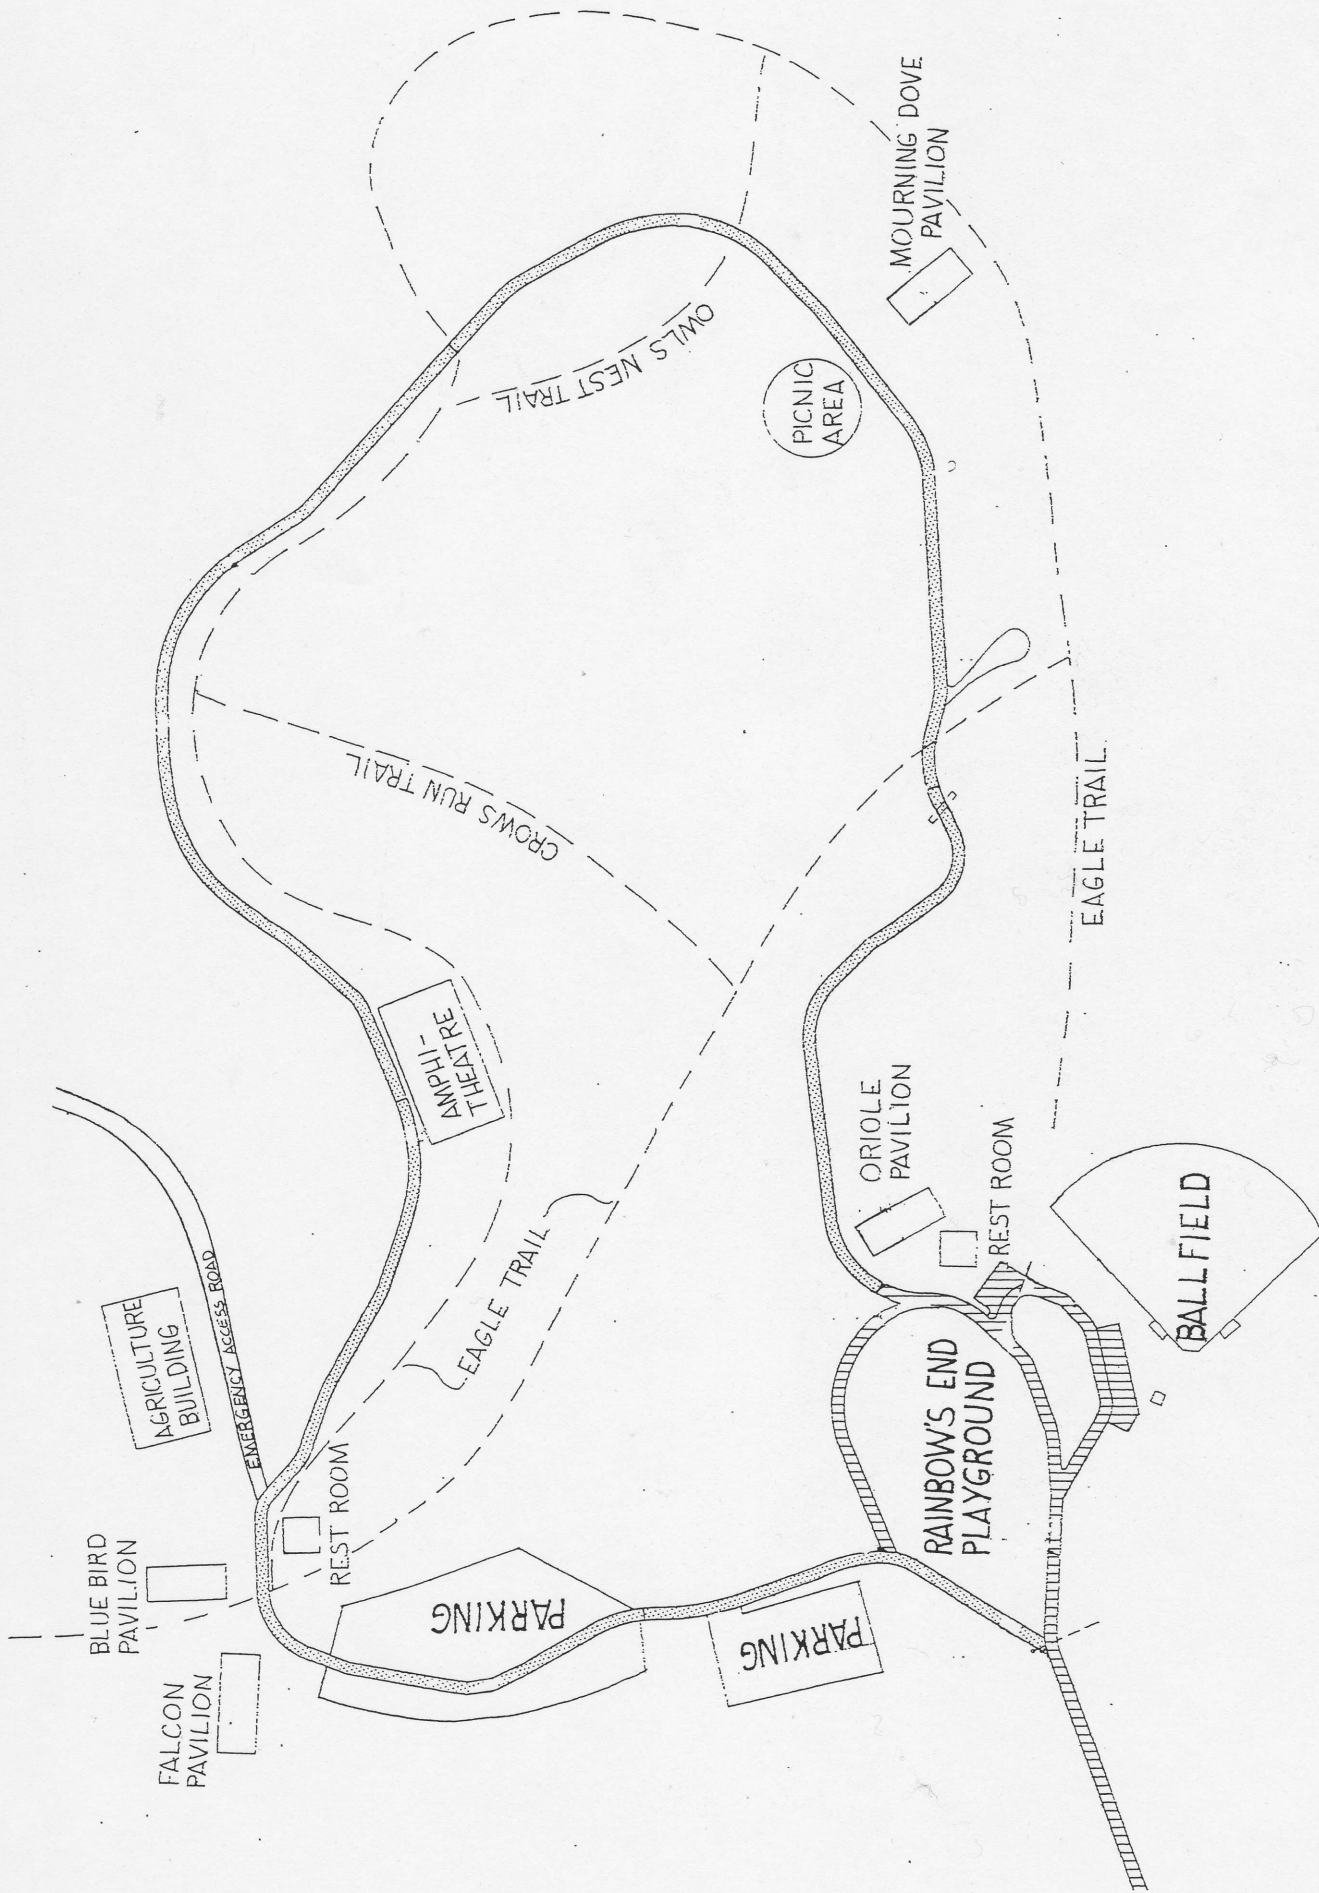 MOURNING DOVE
PAVILION
OWLS NEST TRAIL
PICNIC
AREA
CROWS RUN TRAIL
EAGLE TRAIL
AMPHI-
THEATRE
ORIOLE
PAVILION
REST ROOM
BALLFIELD
EAGLE TRAIL
EMERGENCY ACCESS ROAD
AGRICULTURE
BUILDING
RAINBOW'S END
PLAYGROUND
REST ROOM
BLUE BIRD
PAVILION
PARKING
PARKING
FALCON
PAVILION